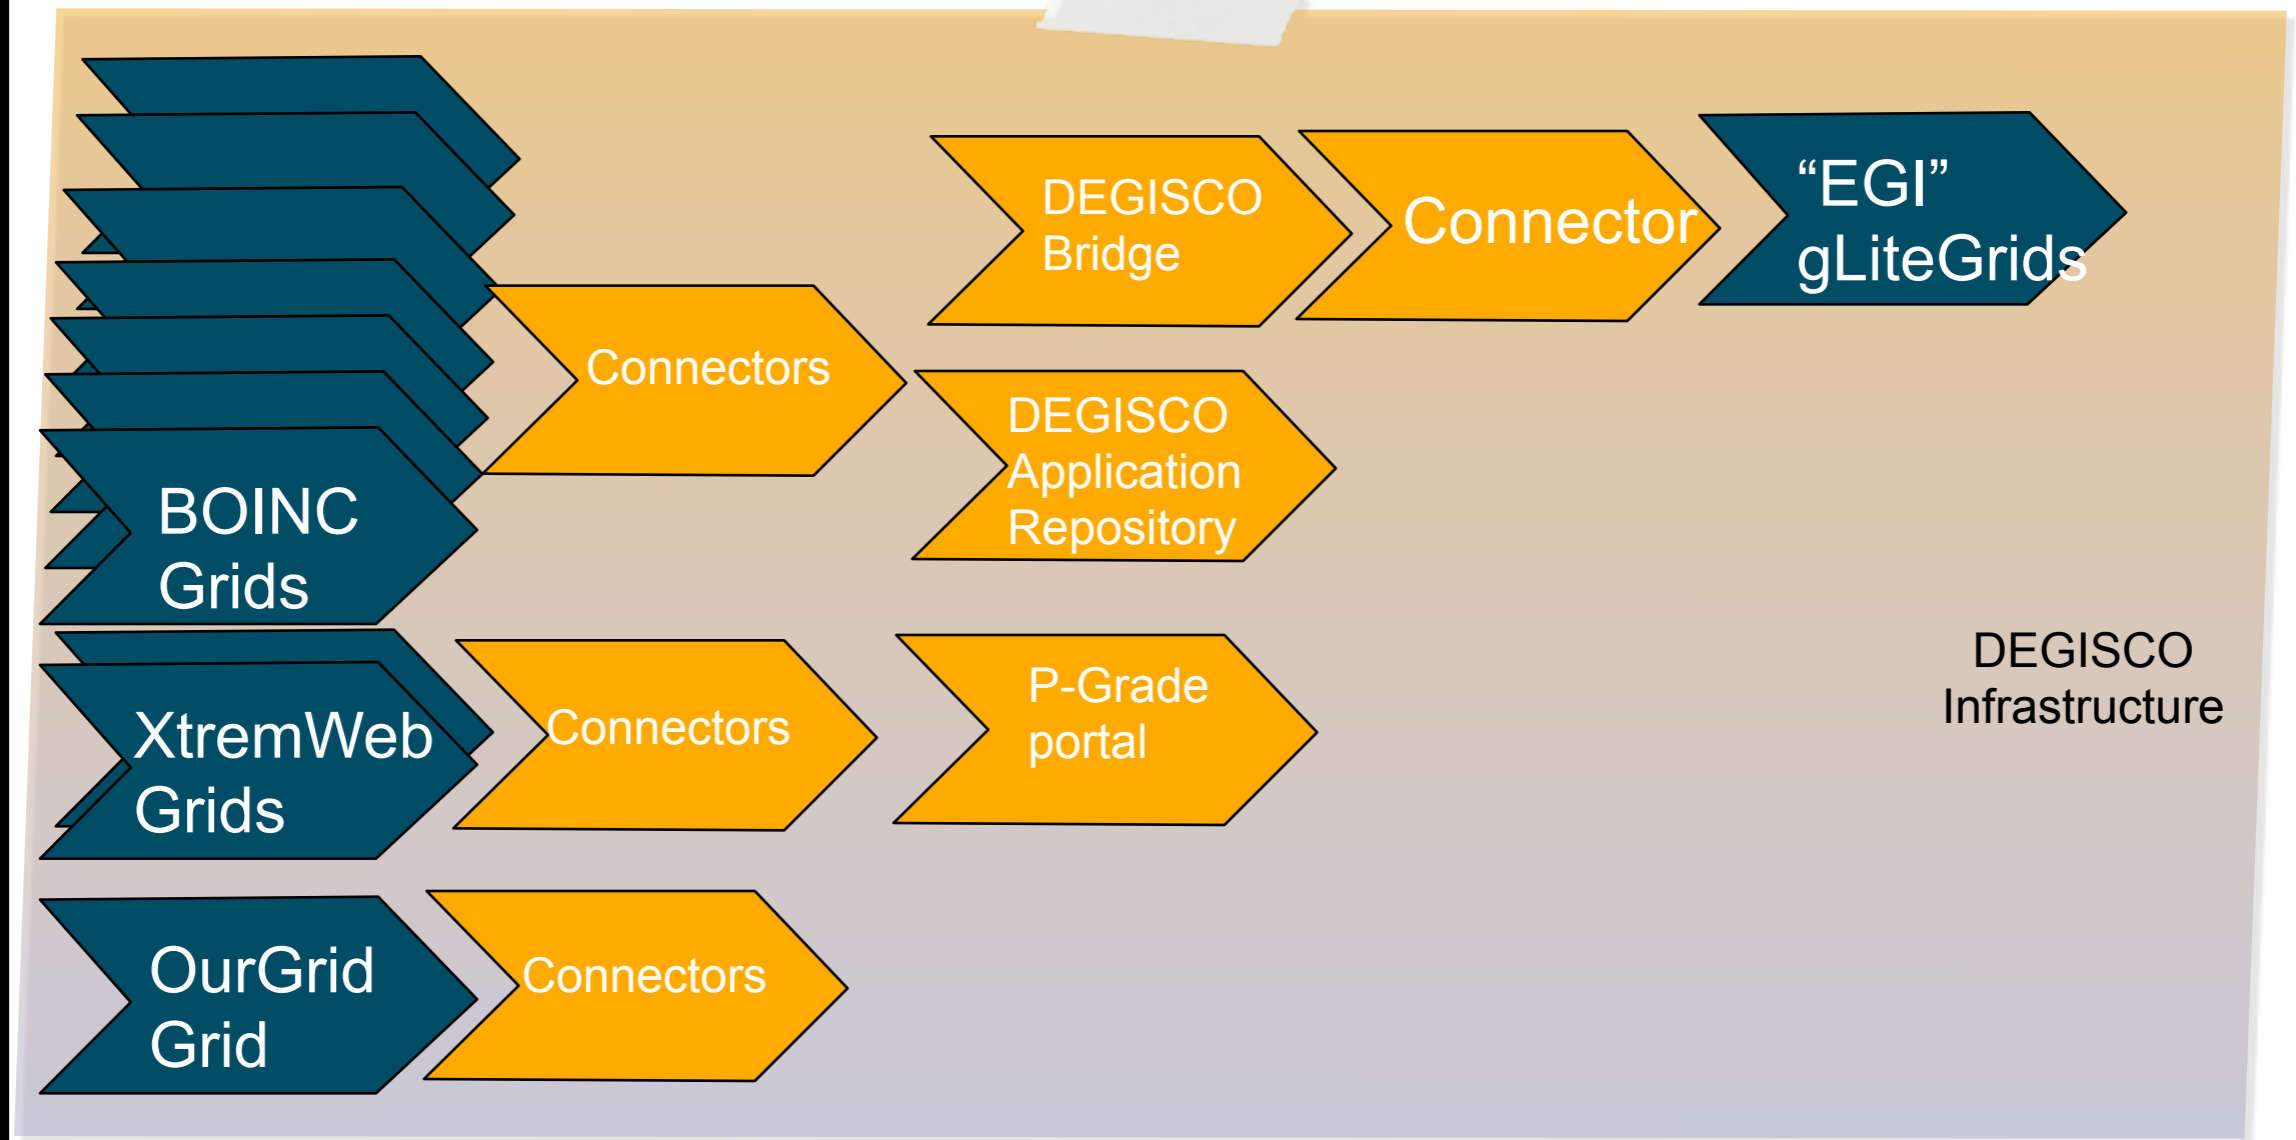 DEGISCO
Bridge
Connector
“EGI”
gLiteGrids
Connectors
DEGISCO
Application
Repository
BOINC
Grids
XtremWeb
Grids
Connectors
P-Grade
portal
DEGISCO
Infrastructure
OurGrid
Grid
Connectors